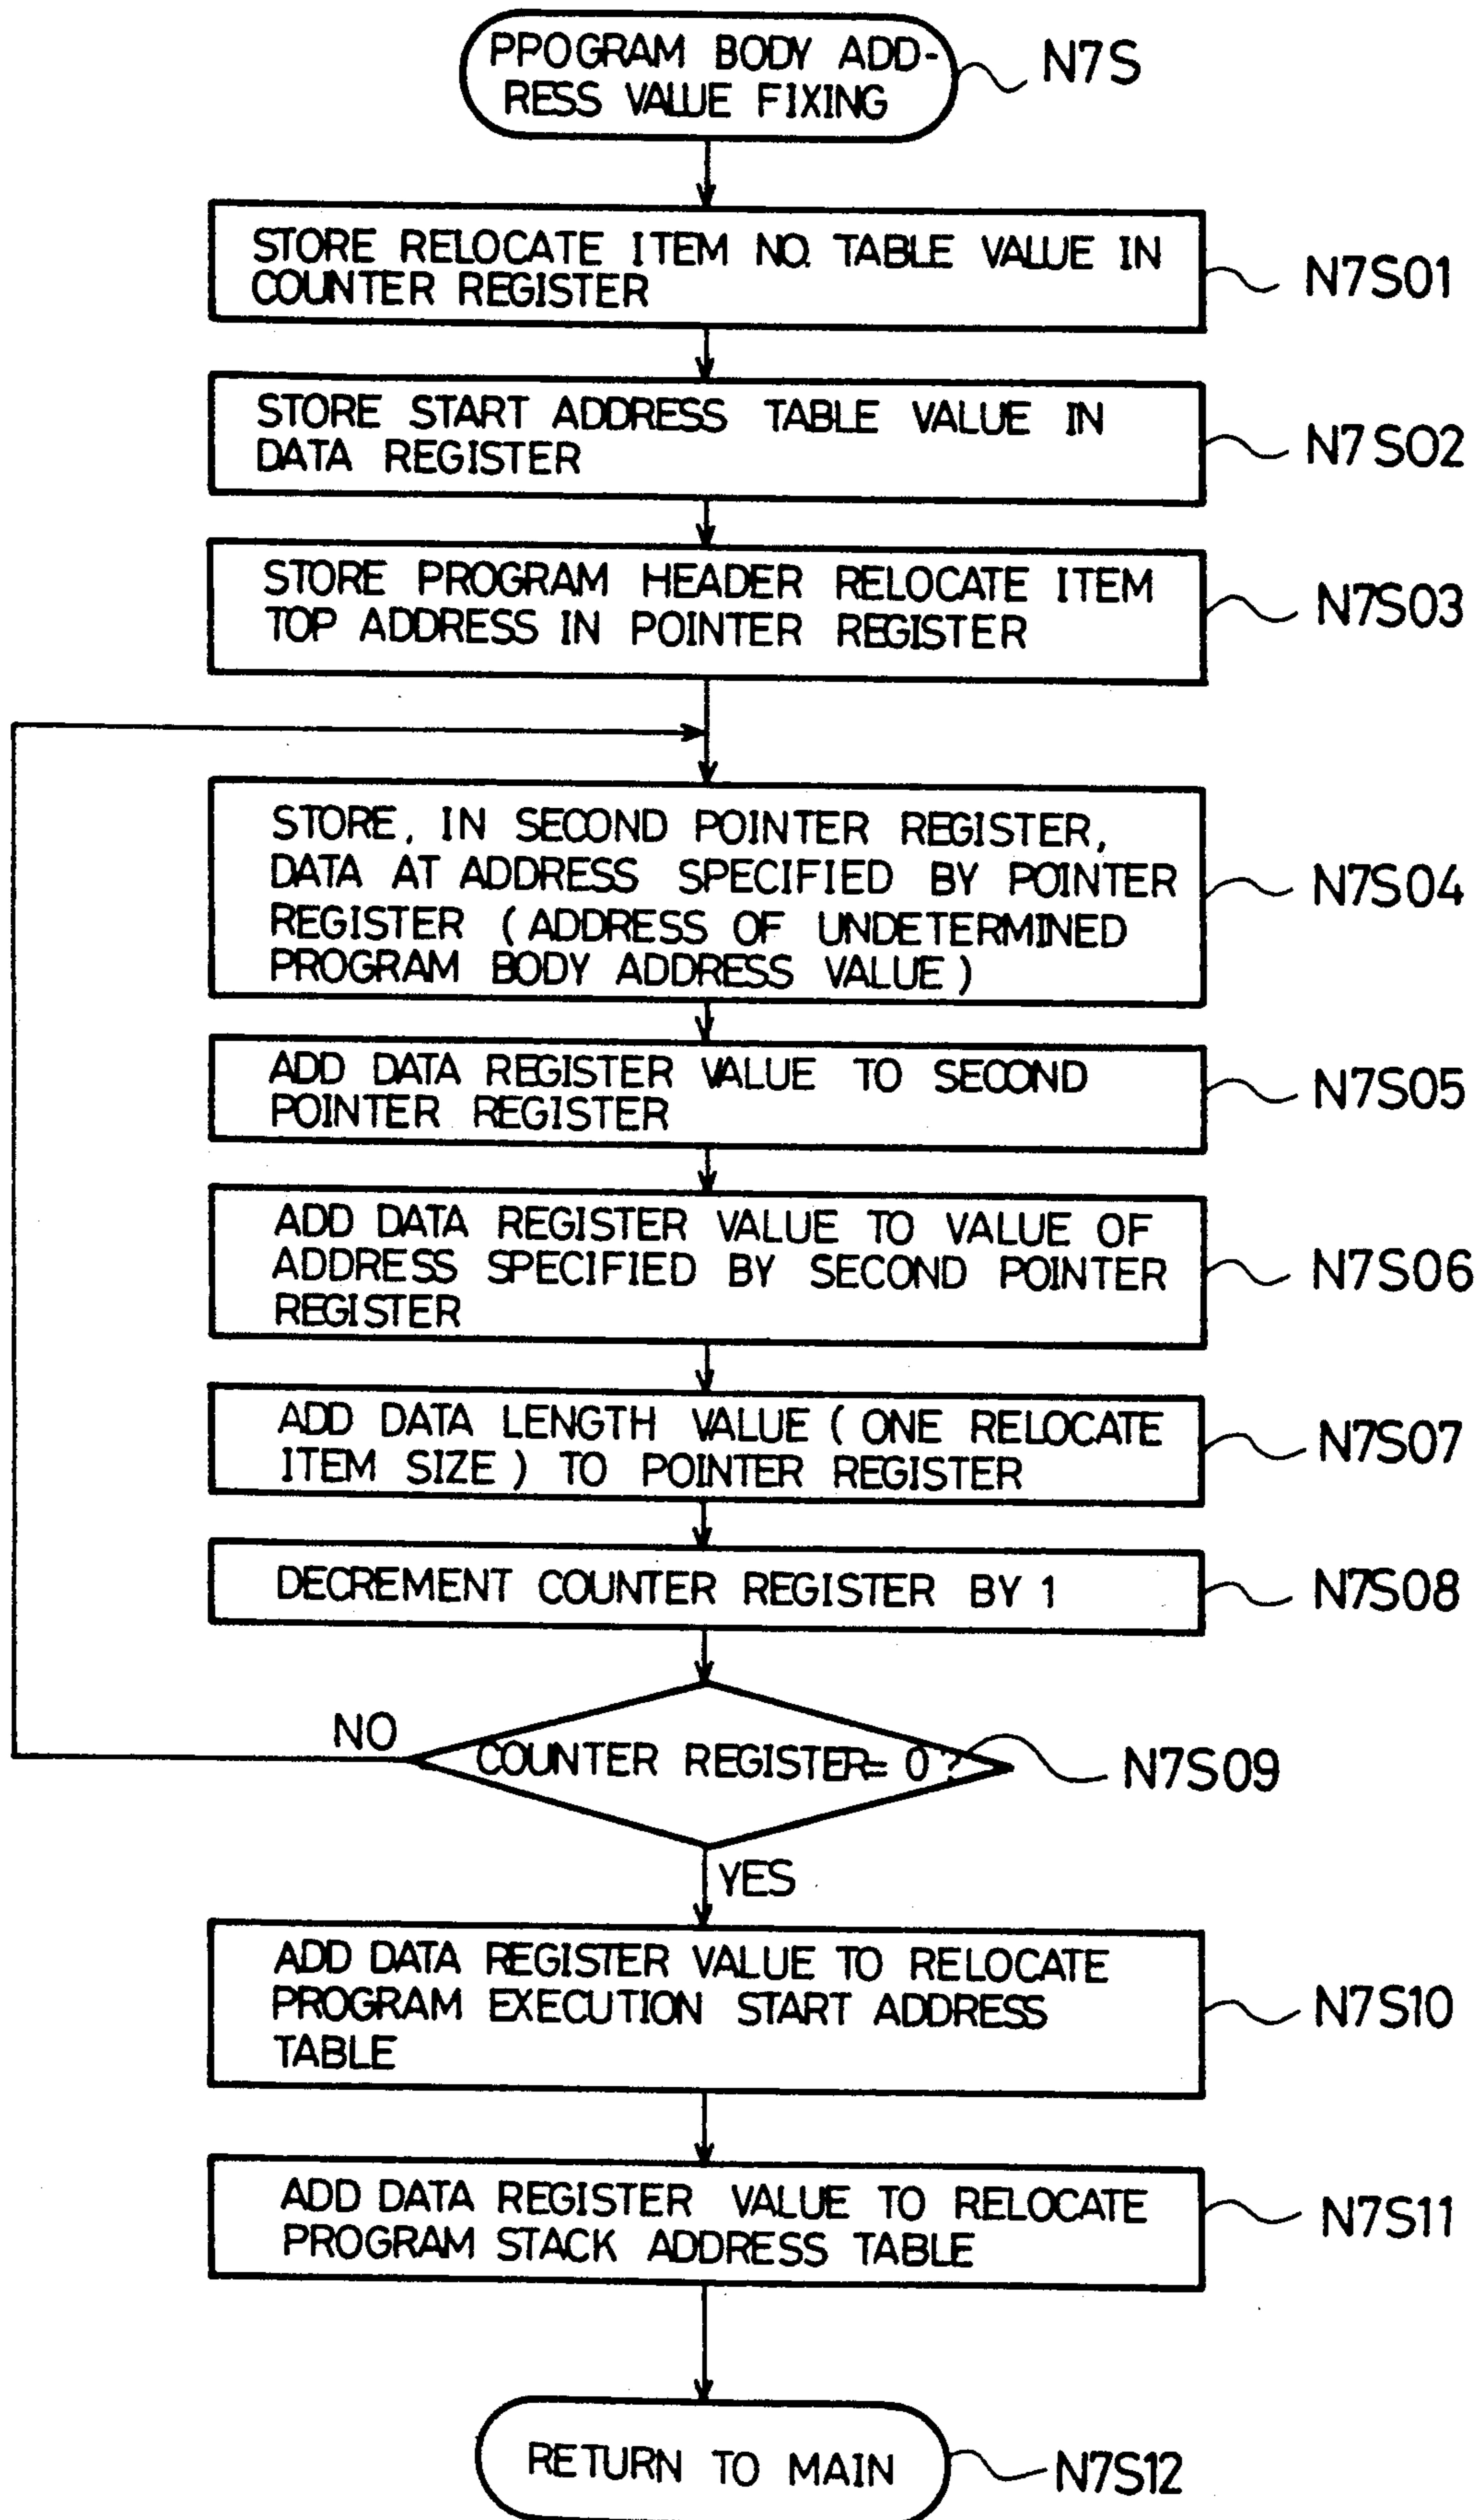 PPOGRAM BODY ADD-
RESS VALUE FIXING
N7S
STORE RELOCATE ITEM NO. TABLE VALUE IN
COUNTER REGISTER
N7S01
STORE START ADDRESS TABLE VALUE IN
DATA REGISTER
N7S02
STORE PROGRAM HEADER RELOCATE ITEM
TOP ADDRESS IN POINTER REGISTER
N7S03
STORE, IN SECOND POINTER REGISTER,
DATA AT ADDRESS SPECIFIED BY POINTER
REGISTER (ADDRESS OF UNDETERMINED
PROGRAM BODY ADDRESS VALUE)
N7S04
ADD DATA REGISTER VALUE TO SECOND
POINTER REGISTER
N7S05
ADD DATA REGISTER VALUE TO VALUE OF
ADDRESS SPECIFIED BY SECOND POINTER
REGISTER
N7S06
ADD DATA LENGTH VALUE (ONE RELOCATE
ITEM SIZE) TO POINTER REGISTER
N7S07
DECREMENT COUNTER REGISTER BY 1
N7S08
NO
COUNTER REGISTER= 0?
N7S09
YES
ADD DATA REGISTER VALUE TO RELOCATE
PROGRAM EXECUTION START ADDRESS
TABLE
N7S10
ADD DATA REGISTER VALUE TO RELOCATE
PROGRAM STACK ADDRESS TABLE
N7S11
RETURN TO MAIN
N7S12